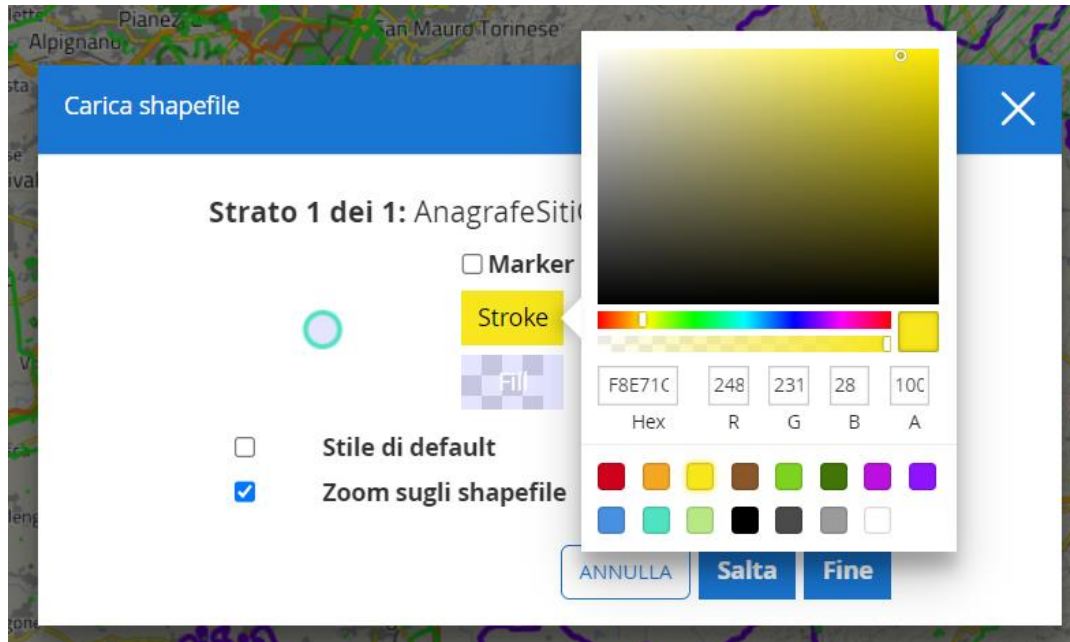 Pianez
San Mauro Torinese
Alpignano
Carica shapefile
Strato 1 dei 1: AnagrafeSiti
Marker
Stroke
Fill
F8E71C 248 231 28 100
Hex R G B A
Stile di default
Zoom sugli shapefile
ANNULLA Salta Fine